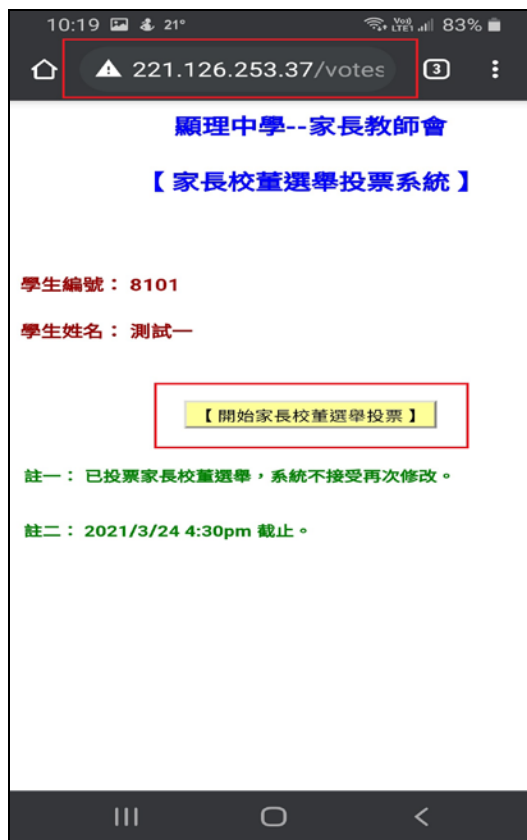 10:19 21° Vo)) LTE1 83%
221.126.253.37/votes 3
顯理中學--家長教師會
【 家長校董選舉投票系統 】
學生編號： 8101
學生姓名： 測試一
【 開始家長校董選舉投票 】
註一： 已投票家長校董選舉，系統不接受再次修改。
註二： 2021/3/24 4:30pm 截止。